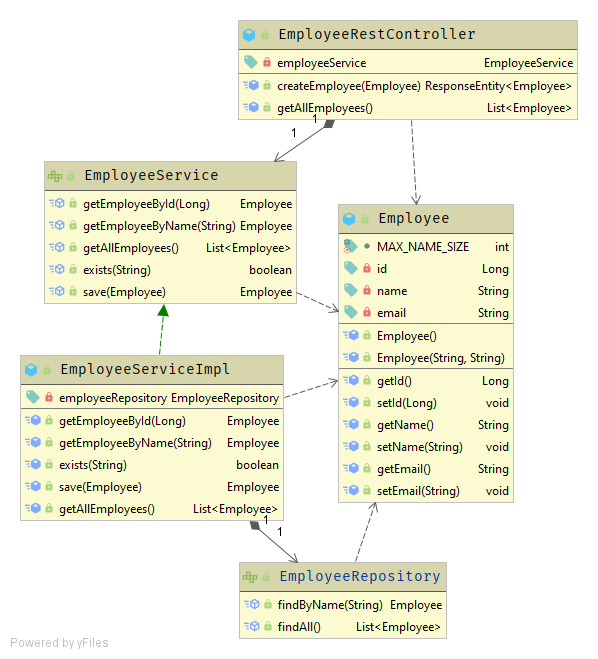 EmployeeRestController
employeeService EmployeeService
createEmployee(Employee) ResponseEntity<Employee>
getAllEmployees() List<Employee>
1
1
EmployeeService
getEmployeeById(Long) Employee
getEmployeeByName(String) Employee
getAllEmployees() List<Employee>
exists(String) boolean
save(Employee) Employee
Employee
MAX_NAME_SIZE int
id Long
name String
email String
Employee()
Employee(String, String)
getId() Long
setId(Long) void
getName() String
setName(String) void
getEmail() String
setEmail(String) void
EmployeeServiceImpl
employeeRepository EmployeeRepository
getEmployeeById(Long) Employee
getEmployeeByName(String) Employee
exists(String) boolean
save(Employee) Employee
getAllEmployees() List<Employee>
1
1
EmployeeRepository
findByName(String) Employee
findAll() List<Employee>
Powered by yFiles